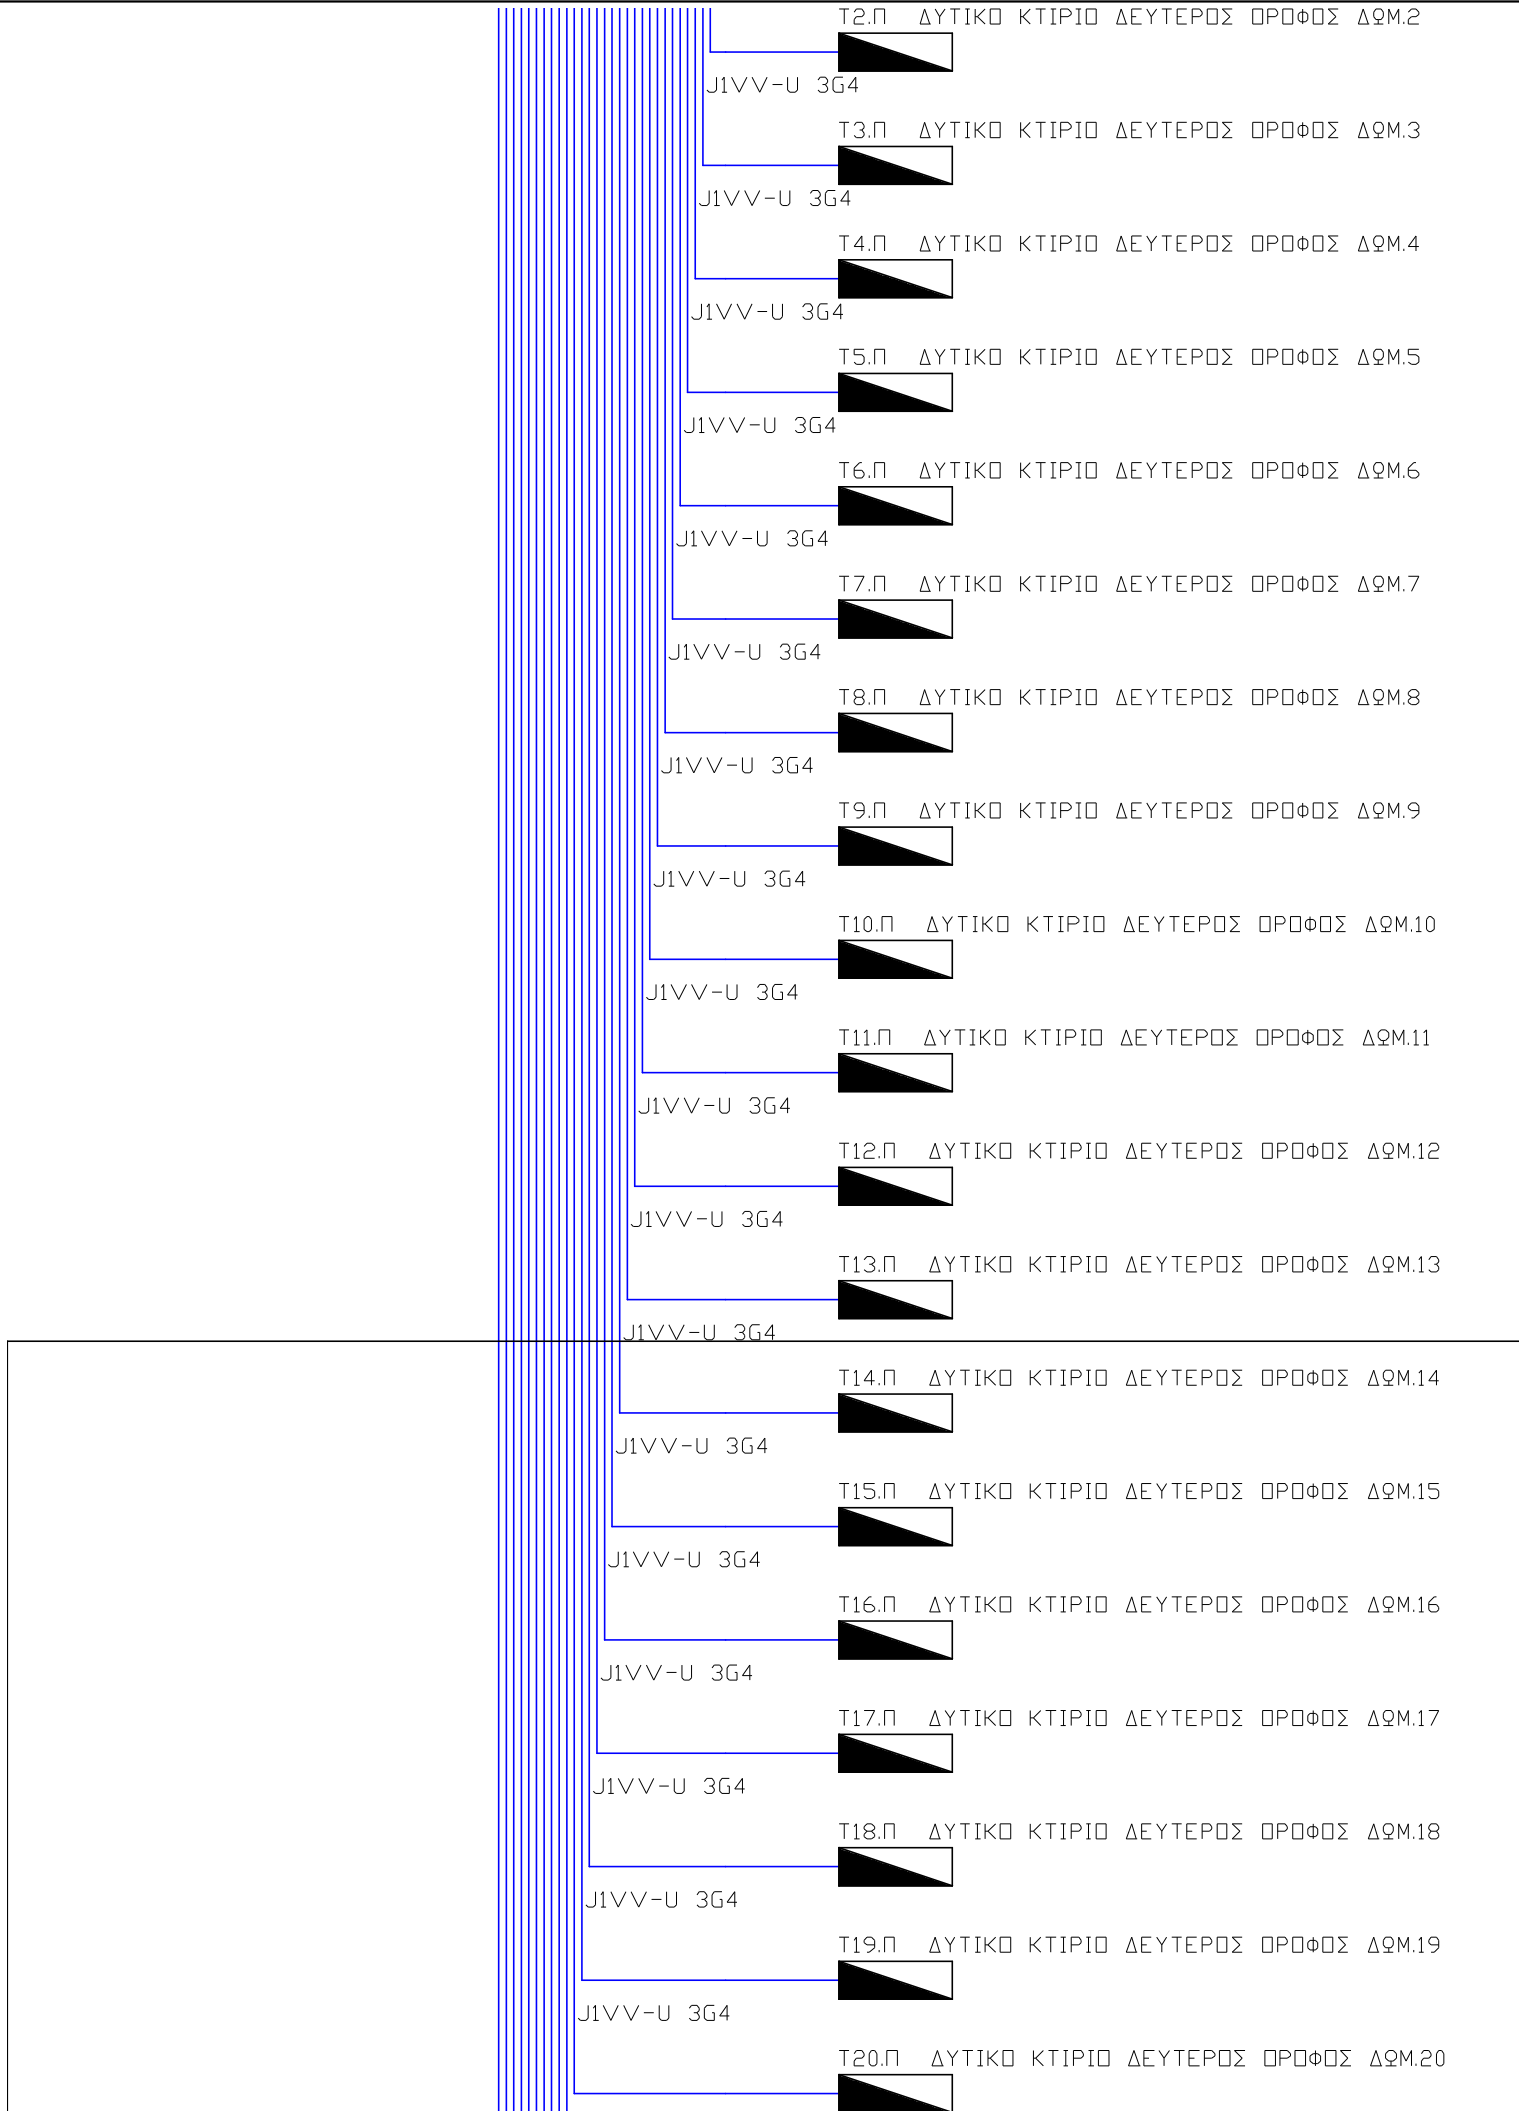 Τ2.Π ΔΥΤΙΚΟ ΚΤΙΡΙΟ ΔΕΥΤΕΡΟΣ ΟΡΟΦΟΣ ΔΩΜ.2
J1VV-U 3G4
Τ3.Π ΔΥΤΙΚΟ ΚΤΙΡΙΟ ΔΕΥΤΕΡΟΣ ΟΡΟΦΟΣ ΔΩΜ.3
J1VV-U 3G4
Τ4.Π ΔΥΤΙΚΟ ΚΤΙΡΙΟ ΔΕΥΤΕΡΟΣ ΟΡΟΦΟΣ ΔΩΜ.4
J1VV-U 3G4
Τ5.Π ΔΥΤΙΚΟ ΚΤΙΡΙΟ ΔΕΥΤΕΡΟΣ ΟΡΟΦΟΣ ΔΩΜ.5
J1VV-U 3G4
Τ6.Π ΔΥΤΙΚΟ ΚΤΙΡΙΟ ΔΕΥΤΕΡΟΣ ΟΡΟΦΟΣ ΔΩΜ.6
J1VV-U 3G4
Τ7.Π ΔΥΤΙΚΟ ΚΤΙΡΙΟ ΔΕΥΤΕΡΟΣ ΟΡΟΦΟΣ ΔΩΜ.7
J1VV-U 3G4
Τ8.Π ΔΥΤΙΚΟ ΚΤΙΡΙΟ ΔΕΥΤΕΡΟΣ ΟΡΟΦΟΣ ΔΩΜ.8
J1VV-U 3G4
Τ9.Π ΔΥΤΙΚΟ ΚΤΙΡΙΟ ΔΕΥΤΕΡΟΣ ΟΡΟΦΟΣ ΔΩΜ.9
J1VV-U 3G4
Τ10.Π ΔΥΤΙΚΟ ΚΤΙΡΙΟ ΔΕΥΤΕΡΟΣ ΟΡΟΦΟΣ ΔΩΜ.10
J1VV-U 3G4
Τ11.Π ΔΥΤΙΚΟ ΚΤΙΡΙΟ ΔΕΥΤΕΡΟΣ ΟΡΟΦΟΣ ΔΩΜ.11
J1VV-U 3G4
Τ12.Π ΔΥΤΙΚΟ ΚΤΙΡΙΟ ΔΕΥΤΕΡΟΣ ΟΡΟΦΟΣ ΔΩΜ.12
J1VV-U 3G4
Τ13.Π ΔΥΤΙΚΟ ΚΤΙΡΙΟ ΔΕΥΤΕΡΟΣ ΟΡΟΦΟΣ ΔΩΜ.13
J1VV-U 3G4
Τ14.Π ΔΥΤΙΚΟ ΚΤΙΡΙΟ ΔΕΥΤΕΡΟΣ ΟΡΟΦΟΣ ΔΩΜ.14
J1VV-U 3G4
Τ15.Π ΔΥΤΙΚΟ ΚΤΙΡΙΟ ΔΕΥΤΕΡΟΣ ΟΡΟΦΟΣ ΔΩΜ.15
J1VV-U 3G4
Τ16.Π ΔΥΤΙΚΟ ΚΤΙΡΙΟ ΔΕΥΤΕΡΟΣ ΟΡΟΦΟΣ ΔΩΜ.16
J1VV-U 3G4
Τ17.Π ΔΥΤΙΚΟ ΚΤΙΡΙΟ ΔΕΥΤΕΡΟΣ ΟΡΟΦΟΣ ΔΩΜ.17
J1VV-U 3G4
Τ18.Π ΔΥΤΙΚΟ ΚΤΙΡΙΟ ΔΕΥΤΕΡΟΣ ΟΡΟΦΟΣ ΔΩΜ.18
J1VV-U 3G4
Τ19.Π ΔΥΤΙΚΟ ΚΤΙΡΙΟ ΔΕΥΤΕΡΟΣ ΟΡΟΦΟΣ ΔΩΜ.19
J1VV-U 3G4
Τ20.Π ΔΥΤΙΚΟ ΚΤΙΡΙΟ ΔΕΥΤΕΡΟΣ ΟΡΟΦΟΣ ΔΩΜ.20